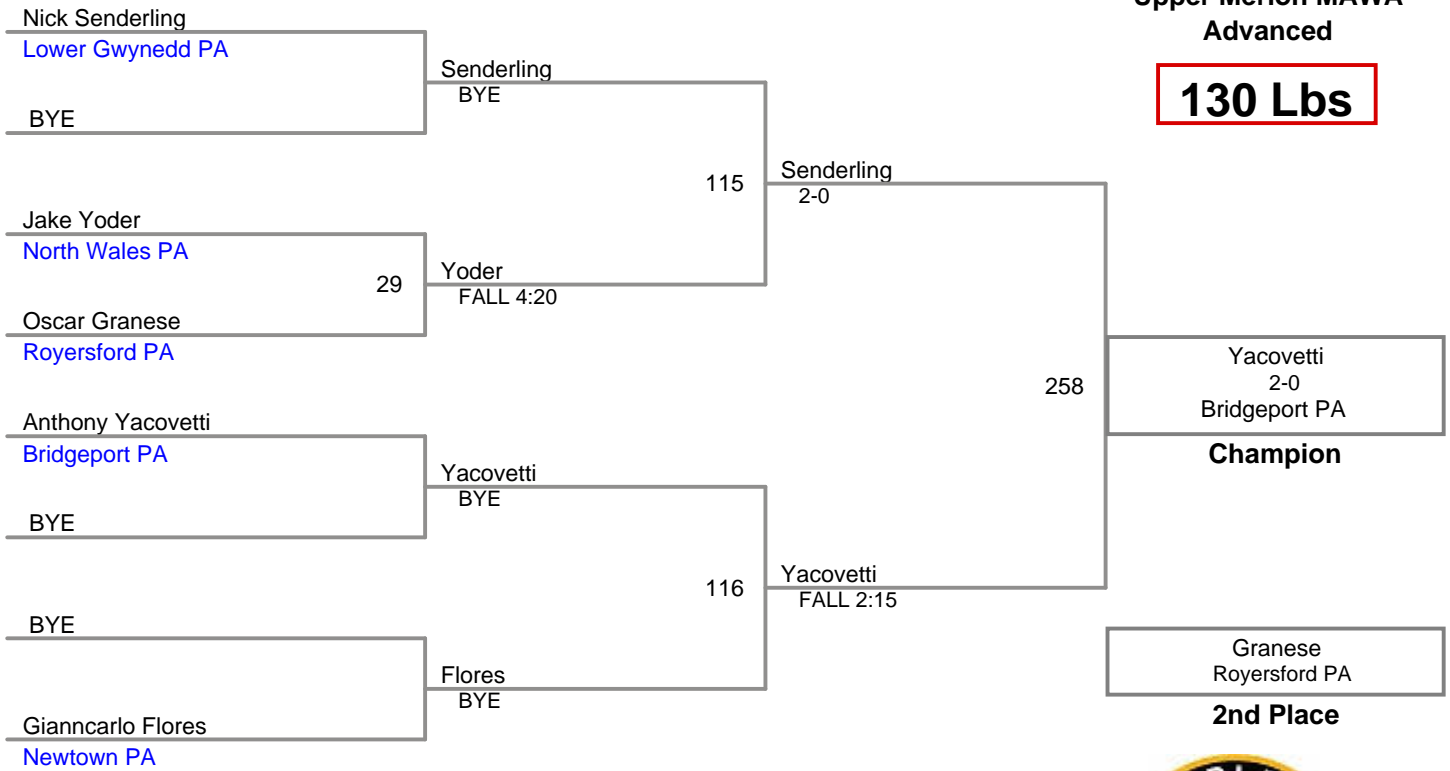 Upper Merion MAWA
Advanced
130 Lbs
Nick Senderling
Lower Gwynedd PA
BYE
Senderling
BYE
Jake Yoder
North Wales PA
29
Oscar Granese
Royersford PA
Yoder
FALL 4:20
115
Senderling
2-0
Anthony Yacovetti
Bridgeport PA
BYE
Yacovetti
BYE
BYE
Gianncarlo Flores
Newtown PA
Flores
BYE
116
Yacovetti
FALL 2:15
258
Yacovetti
2-0
Bridgeport PA
Champion
Granese
Royersford PA
2nd Place